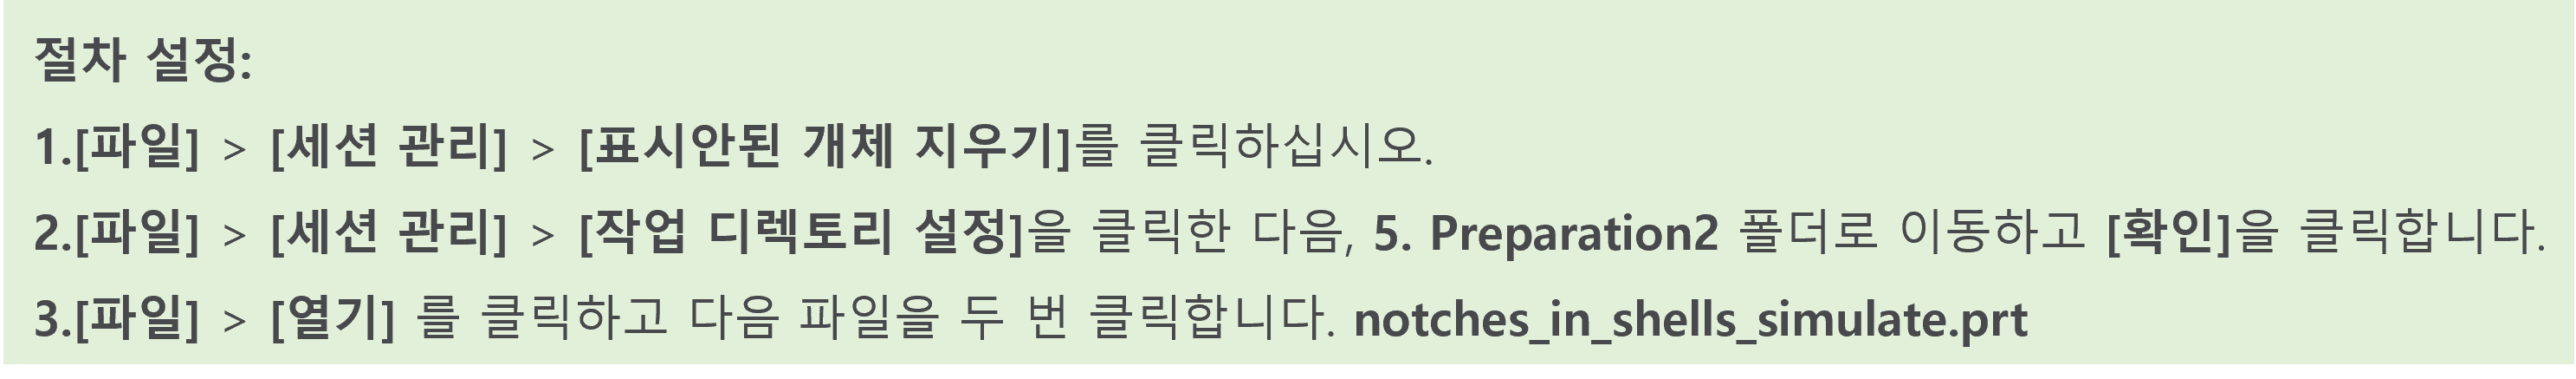 절차 설정:
1.[파일] > [세션 관리] > [표시안된 개체 지우기]를 클릭하십시오.
2.[파일] > [세션 관리] > [작업 디렉토리 설정]을 클릭한 다음, 5. Preparation2 폴더로 이동하고 [확인]을 클릭합니다.
3.[파일] > [열기] 를 클릭하고 다음 파일을 두 번 클릭합니다. notches_in_shells_simulate.prt